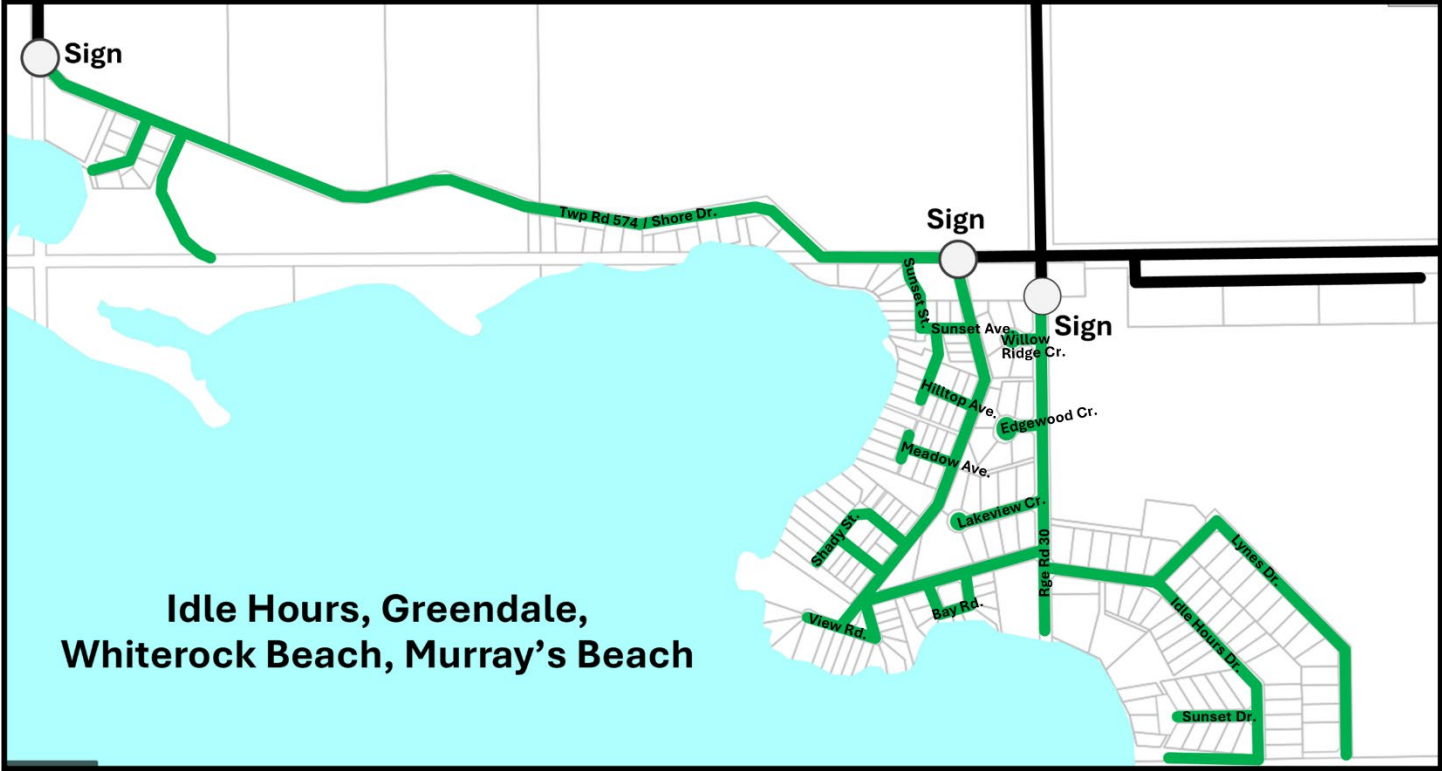 Sign
Twp Rd 574 / Shore Dr.
Sign
Sunset St.
Sunset Ave.
Sign
Willow
Ridge Cr.
Hilltop Ave.
Edgewood Cr.
Meadow Ave.
Lakeview Cr.
Shady St.
Rge Rd 30
Lynes Dr.
Idle Hours, Greendale,
Whiterock Beach, Murray's Beach
View Rd.
Bay Rd.
Idle Hours Dr.
Sunset Dr.